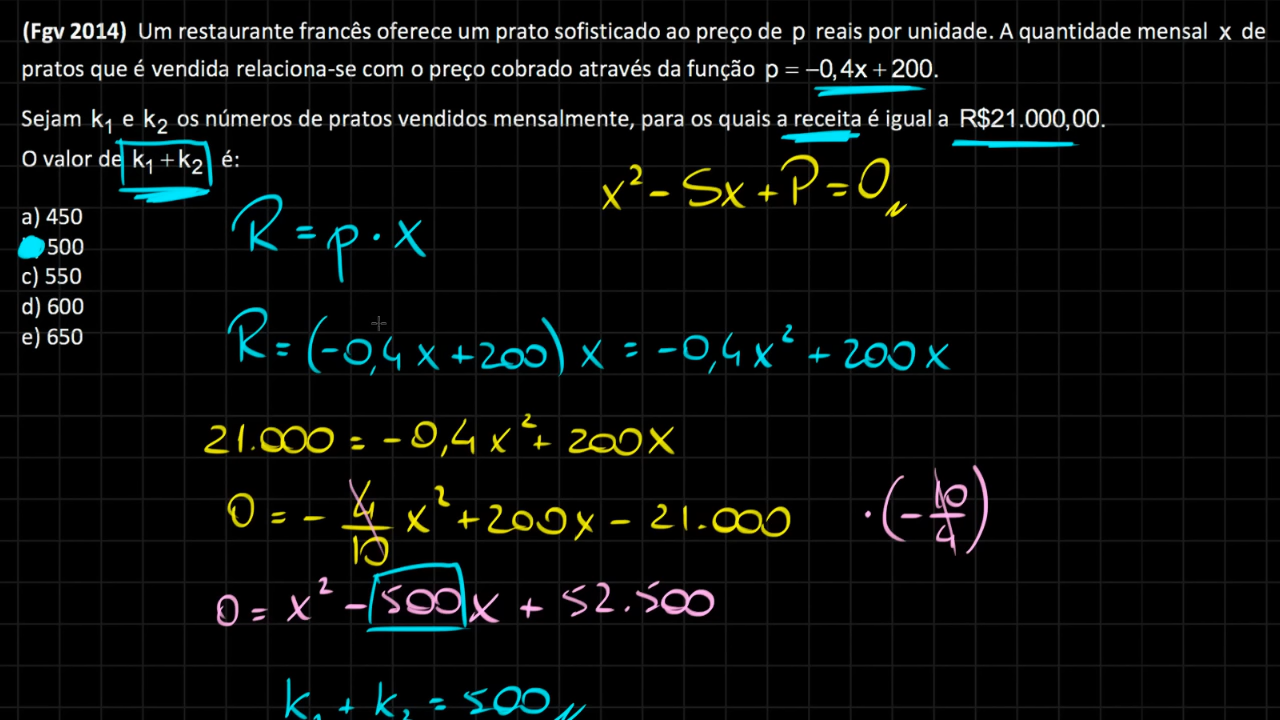 (Fgv 2014) Um restaurante francês oferece um prato sofisticado ao preço de p reais por unidade. A quantidade mensal x de
pratos que é vendida relaciona-se com o preço cobrado através da função p = −0,4x + 200.
Sejam k₁ e k₂ os números de pratos vendidos mensalmente, para os quais a receita é igual a R$21.000,00.
O valor de k₁ + k₂ é:
x² - Sx + P = 0
a) 450
500
c) 550
d) 600
e) 650
R = p · x
R = (-0,4x + 200) x = -0,4x² + 200x
21.000 = -0,4x² + 200x
0 = - 4/10 x² + 200x - 21.000 · (- 10/4)
0 = x² - 500x + 52.500
k₁ + k₂ = 500